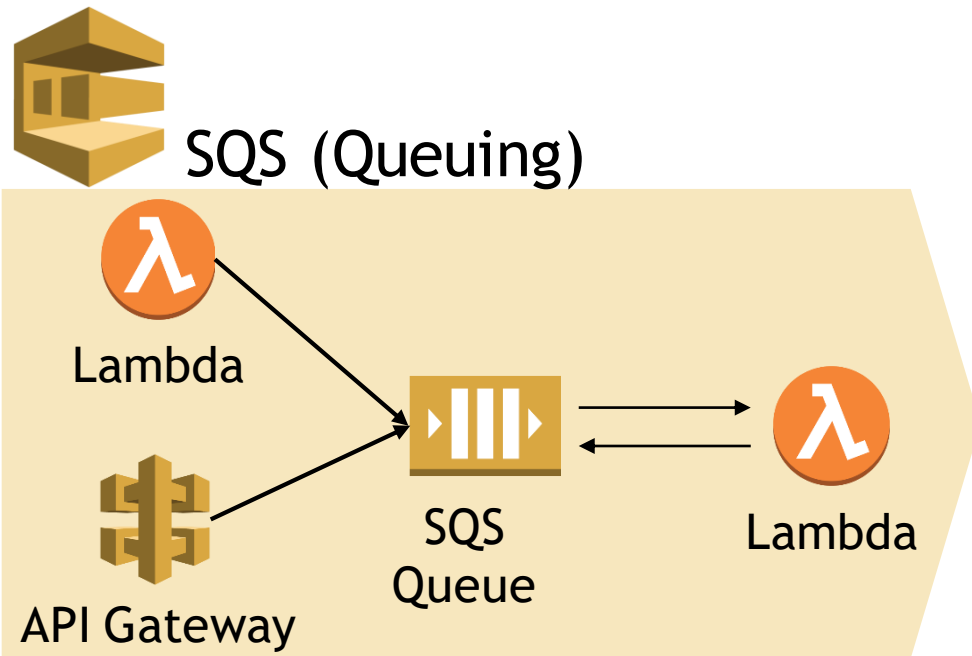 SQS (Queuing)
Lambda
API Gateway
SQS
Queue
Lambda